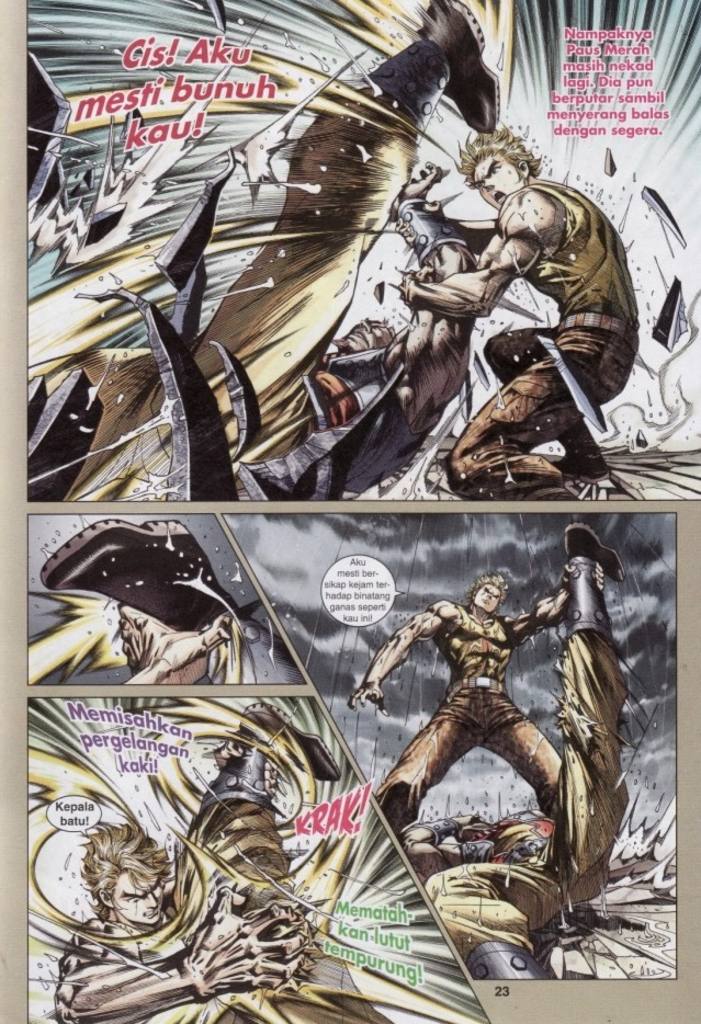 Cis! Aku
mesti bunuh
kau!
Nampaknya
Paus Merah
masih nekad
lagi. Dia pun
berputar sambil
menyerang balas
dengan segera.
Aku
mesti ber-
sikap kejam ter-
hadap binatang
ganas seperti
kau ini!
Memisahkan
pergelangan
kaki!
Kepala
batu!
KRAK!
Mematah-
kan lutut
tempurung!
23